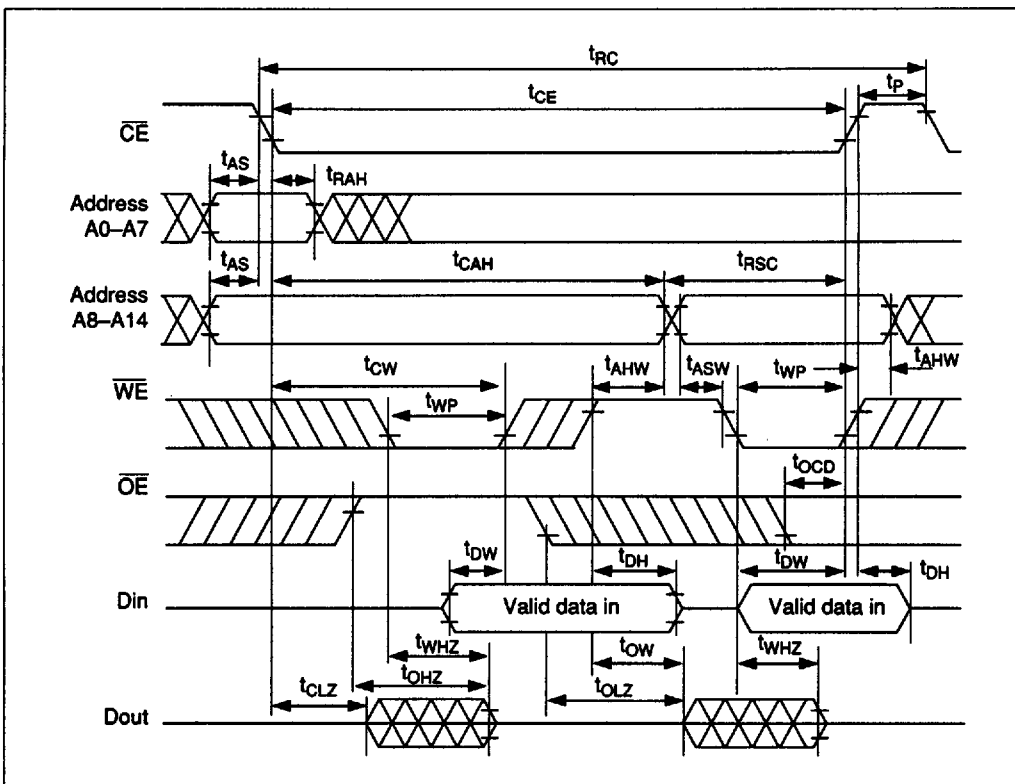 tRC
tCE
tP
CE
tAS
tRAH
Address
A0–A7
tAS
tCAH
tRSC
Address
A8–A14
tCW
tAHW
tASW
tWP
tAHW
WE
tWP
OE
tOCD
tDW
tDH
tDW
tDH
Din
Valid data in
Valid data in
tWHZ
tOW
tWHZ
tOHZ
tOLZ
tCLZ
Dout